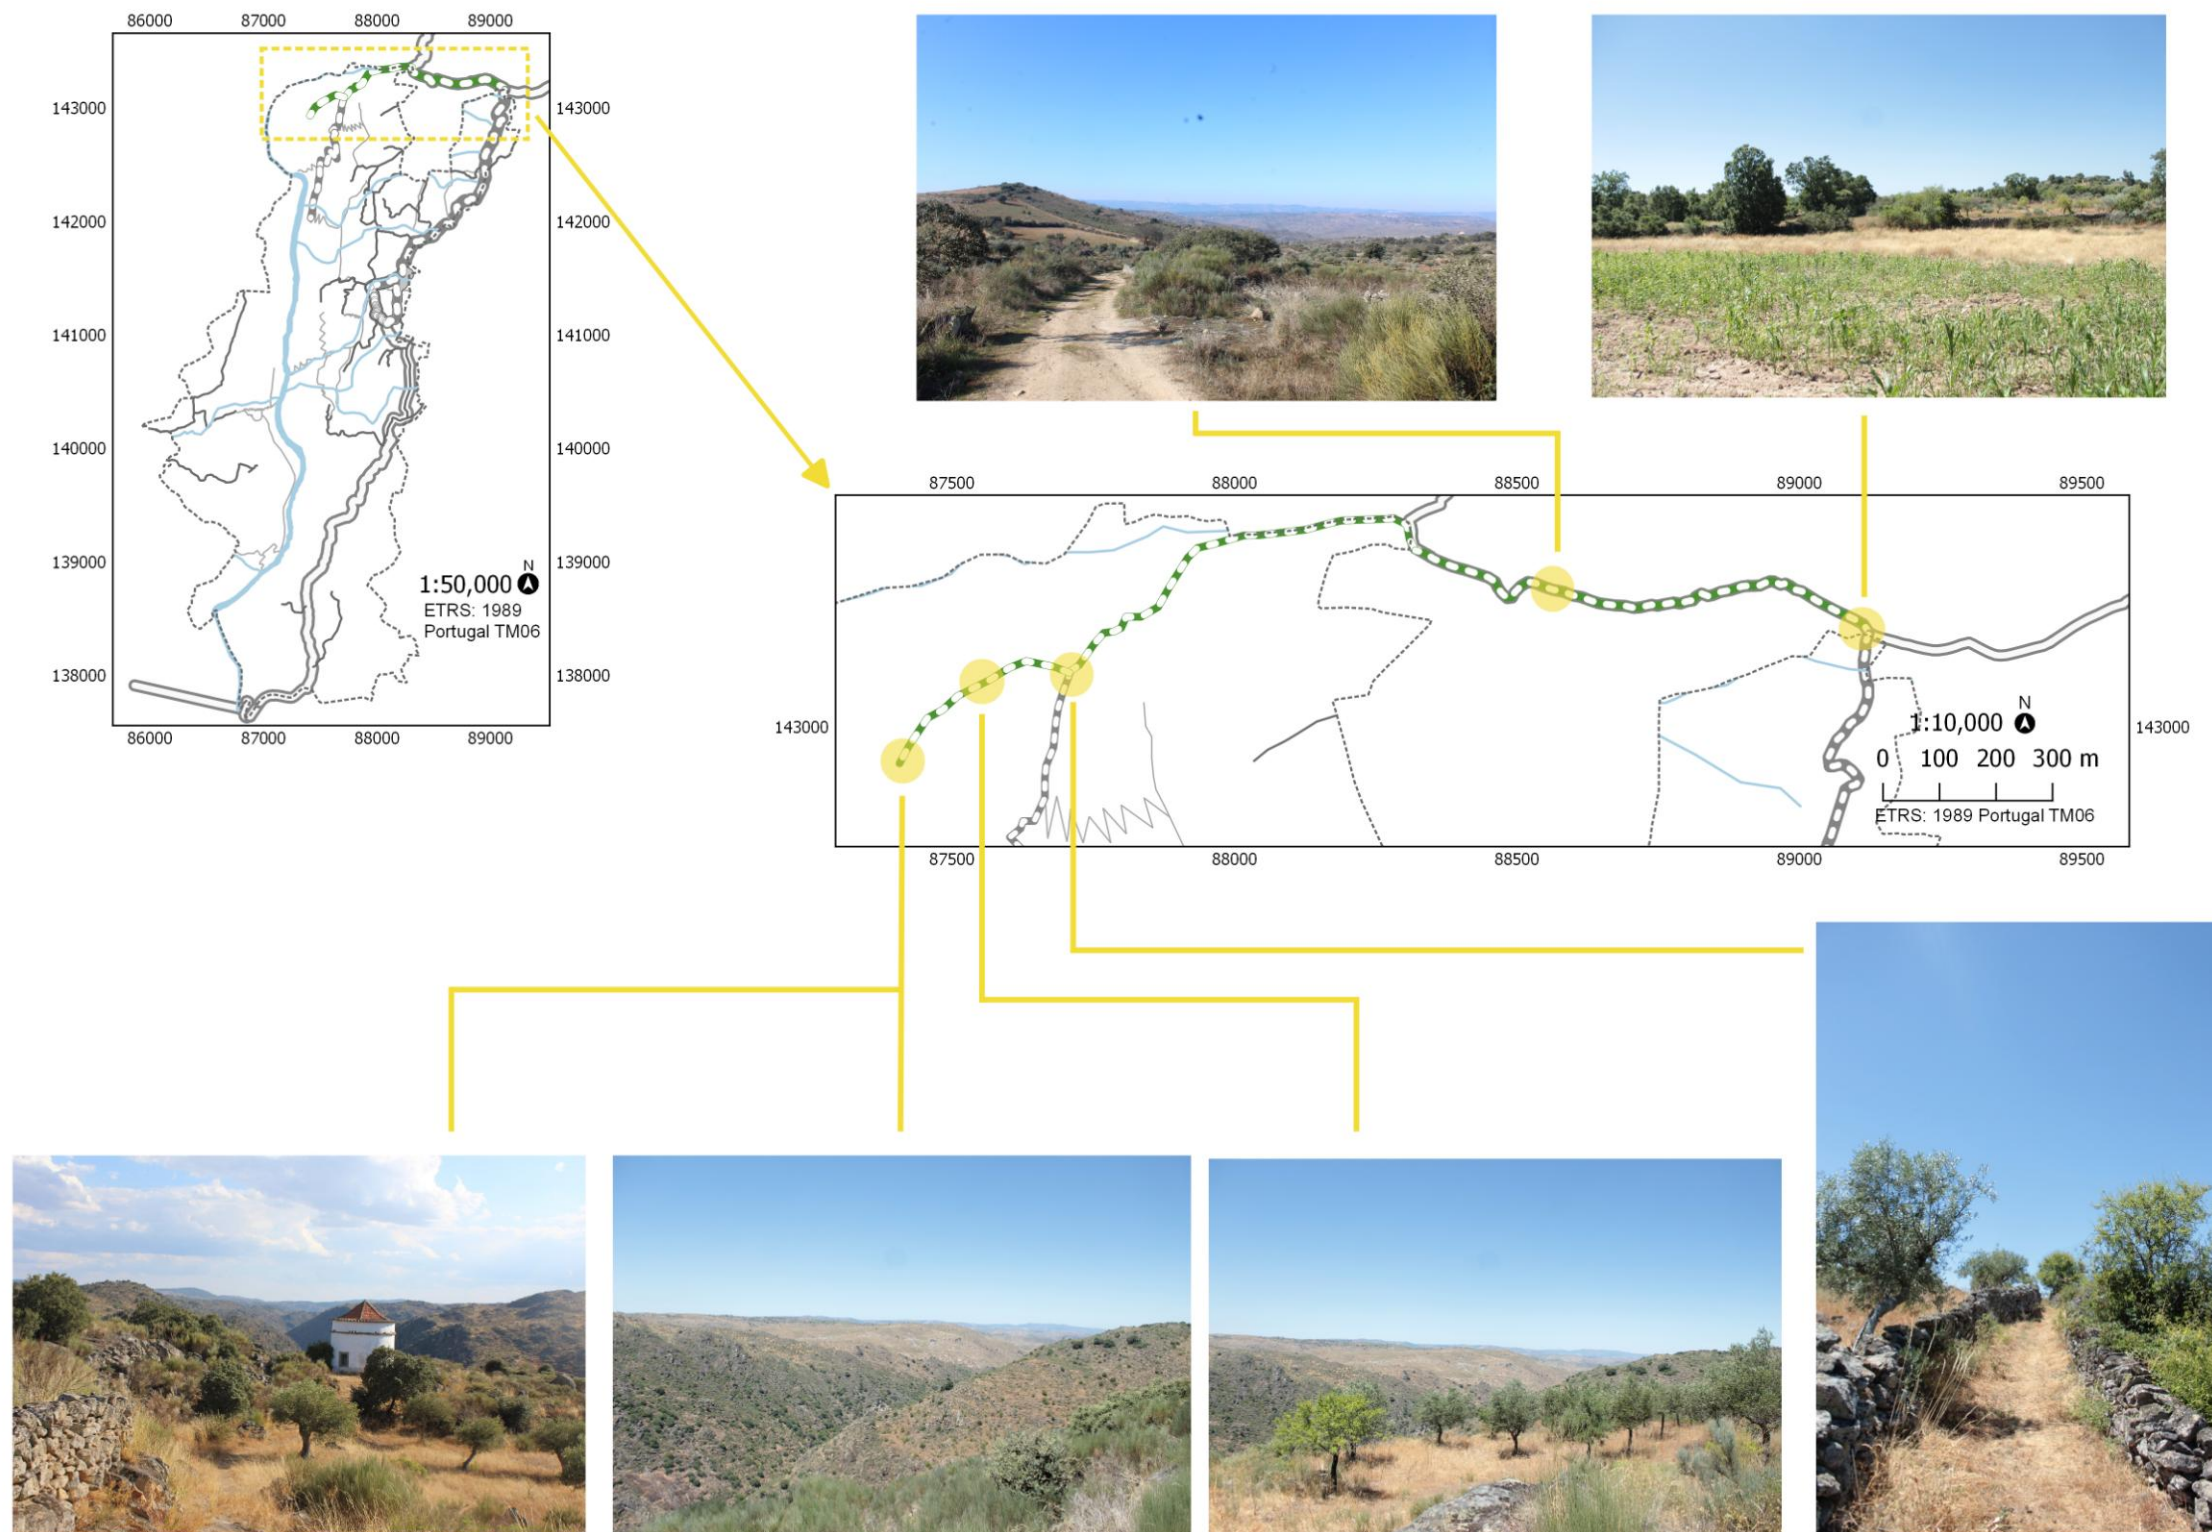 86000 87000 88000 89000
143000 143000
142000 142000
141000 141000
140000 140000
139000 139000
N
1:50,000
ETRS: 1989
Portugal TM06
138000 138000
86000 87000 88000 89000
87500 88000 88500 89000 89500
143000 143000
N
1:10,000
0 100 200 300 m
ETRS: 1989 Portugal TM06
87500 88000 88500 89000 89500